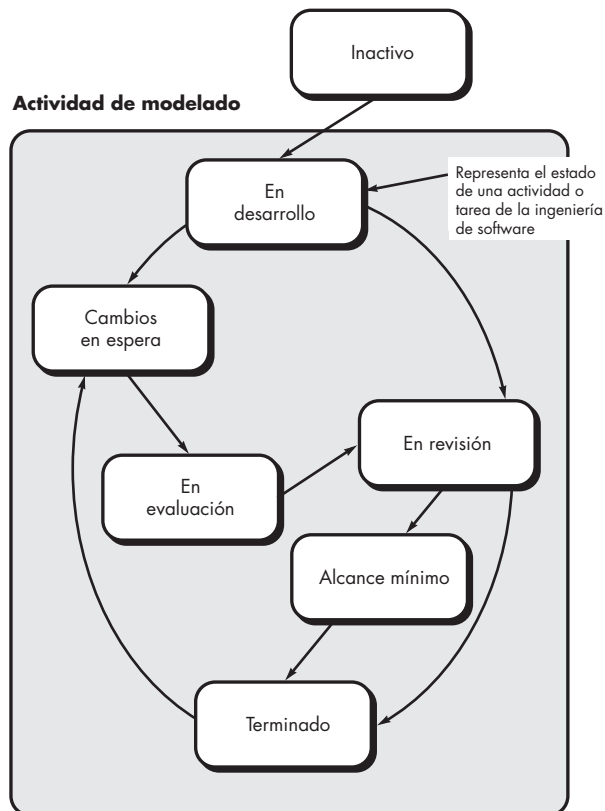 Inactivo
Actividad de modelado
En
desarrollo
Representa el estado
de una actividad o
tarea de la ingeniería
de software
Cambios
en espera
En revisión
En
evaluación
Alcance mínimo
Terminado